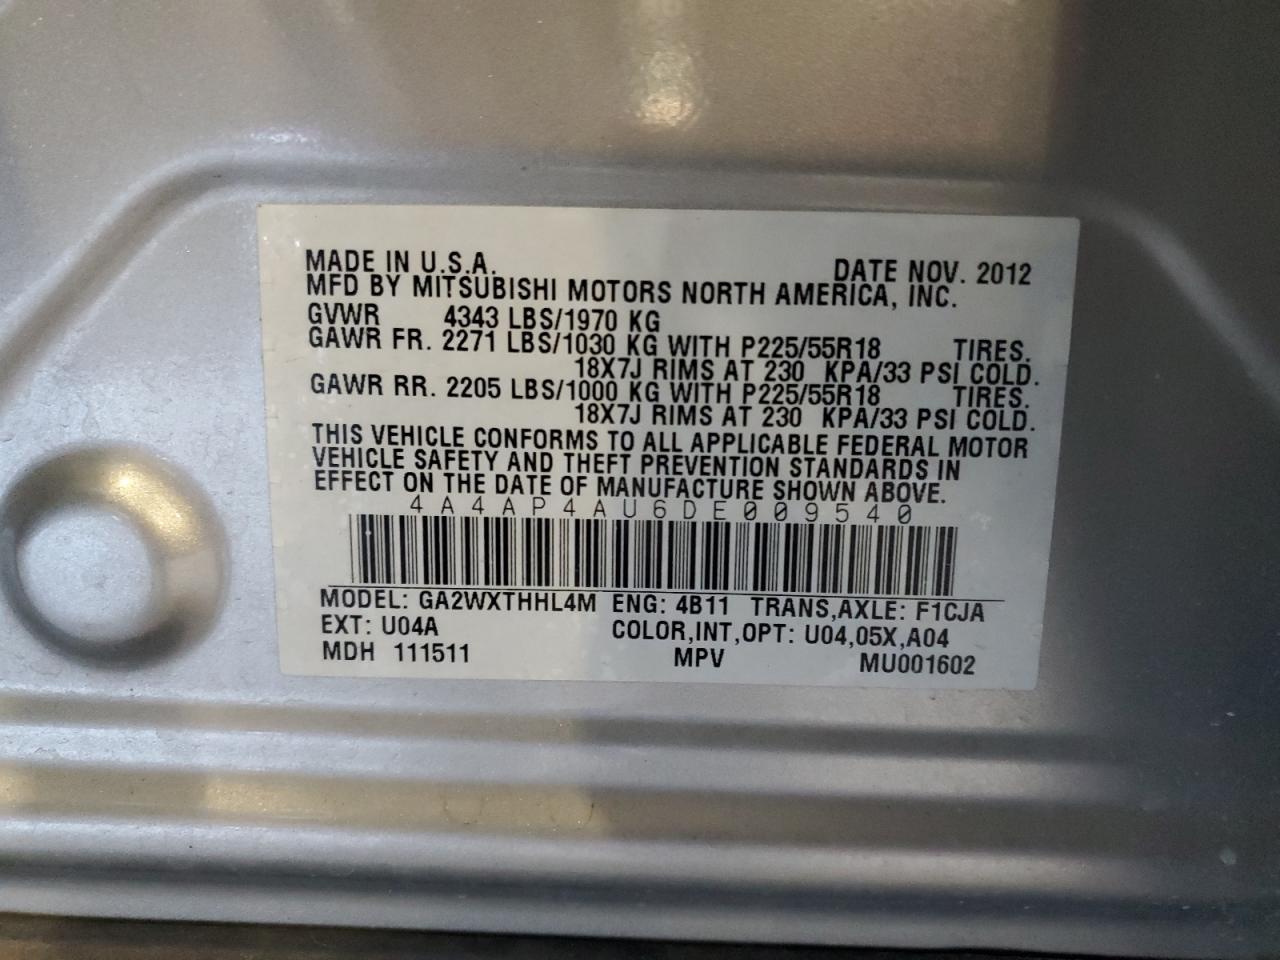 MADE IN U.S.A. DATE NOV. 2012
MFD BY MITSUBISHI MOTORS NORTH AMERICA, INC.
GVWR 4343 LBS/1970 KG
GAWR FR. 2271 LBS/1030 KG WITH P225/55R18 TIRES.
18X7J RIMS AT 230 KPA/33 PSI COLD.
GAWR RR. 2205 LBS/1000 KG WITH P225/55R18 TIRES.
18X7J RIMS AT 230 KPA/33 PSI COLD.
THIS VEHICLE CONFORMS TO ALL APPLICABLE FEDERAL MOTOR
VEHICLE SAFETY AND THEFT PREVENTION STANDARDS IN
EFFECT ON THE DATE OF MANUFACTURE SHOWN ABOVE.
4A4AP4AU6DE009540
MODEL: GA2WXTHHL4M ENG: 4B11 TRANS,AXLE: F1CJA
EXT: U04A COLOR,INT,OPT: U04,05X,A04
MDH 111511 MPV MU001602